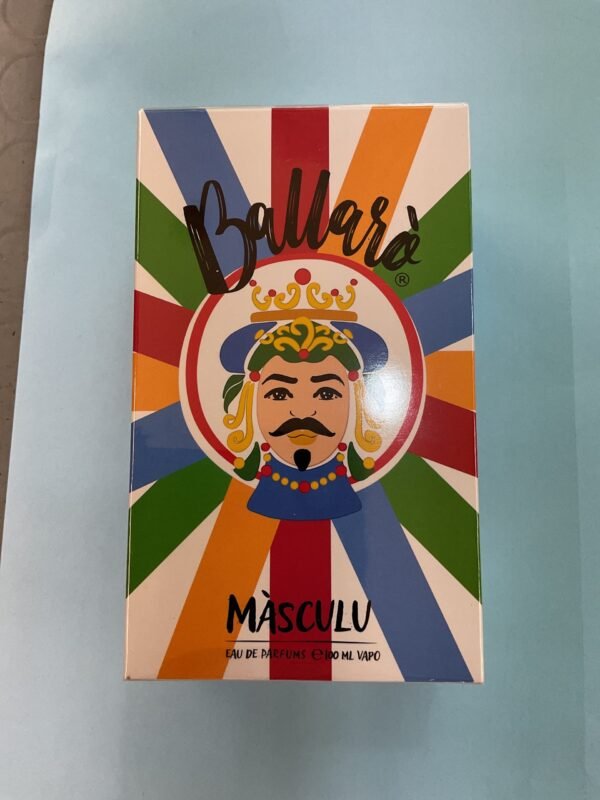 Ballarò
®
MÀSCULU
EAU DE PARFUMS ℮100 ML VAPO